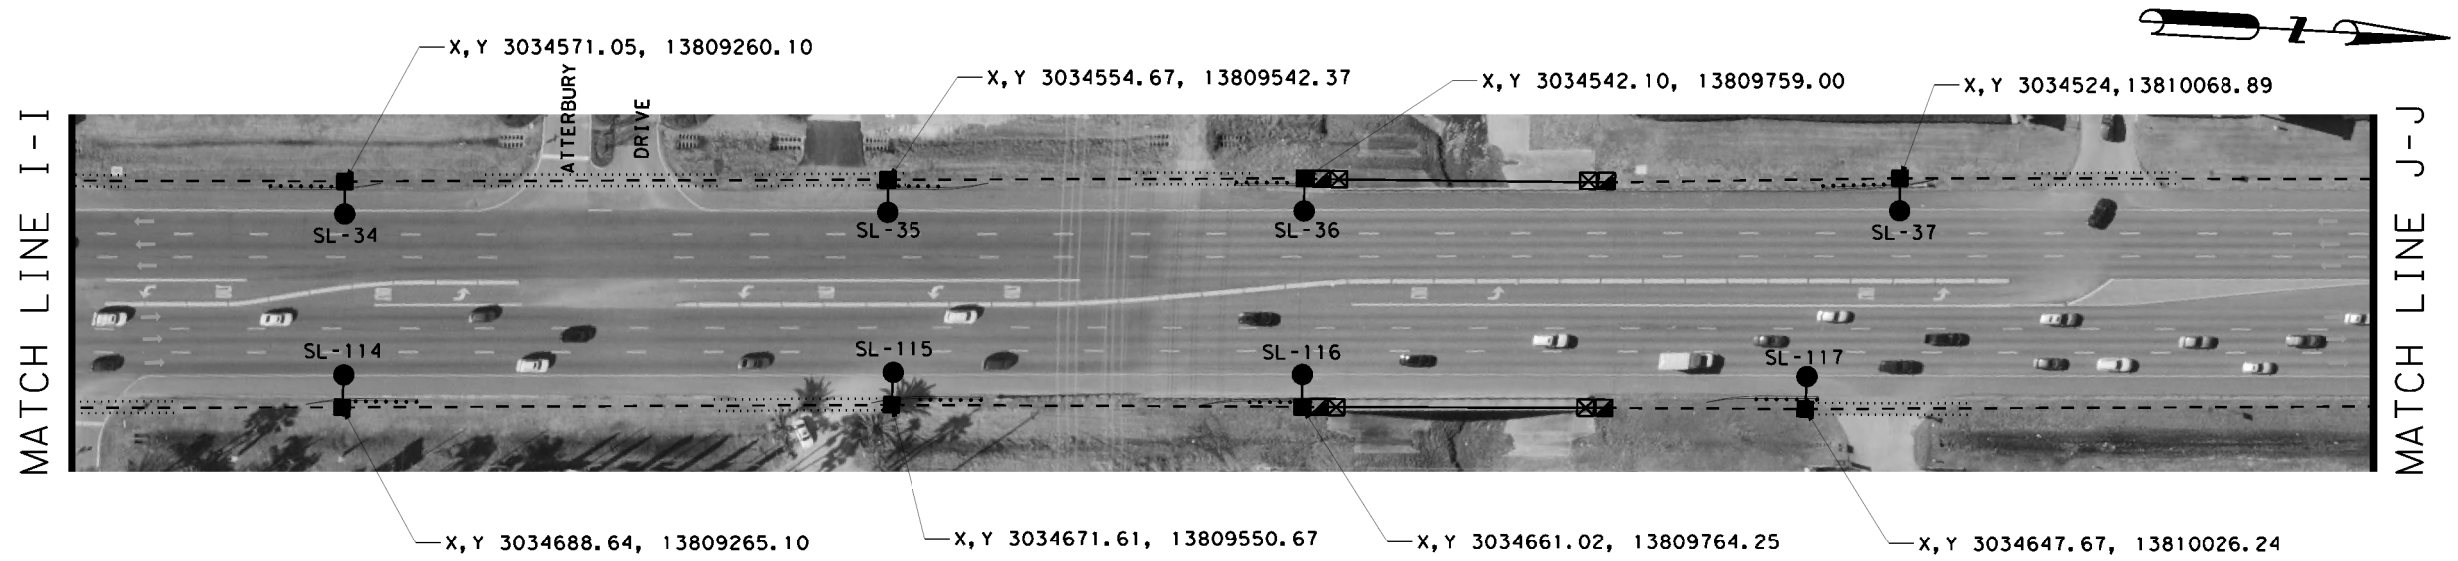 X,Y 3034571.05, 13809260.10
X,Y 3034554.67, 13809542.37
X,Y 3034542.10, 13809759.00
X,Y 3034524,13810068.89
N
MATCH LINE I-I
ATTERBURY
DRIVE
MATCH LINE J-J
SL-34
SL-35
SL-36
SL-37
SL-114
SL-115
SL-116
SL-117
X,Y 3034688.64, 13809265.10
X,Y 3034671.61, 13809550.67
X,Y 3034661.02, 13809764.25
X,Y 3034647.67, 13810026.24